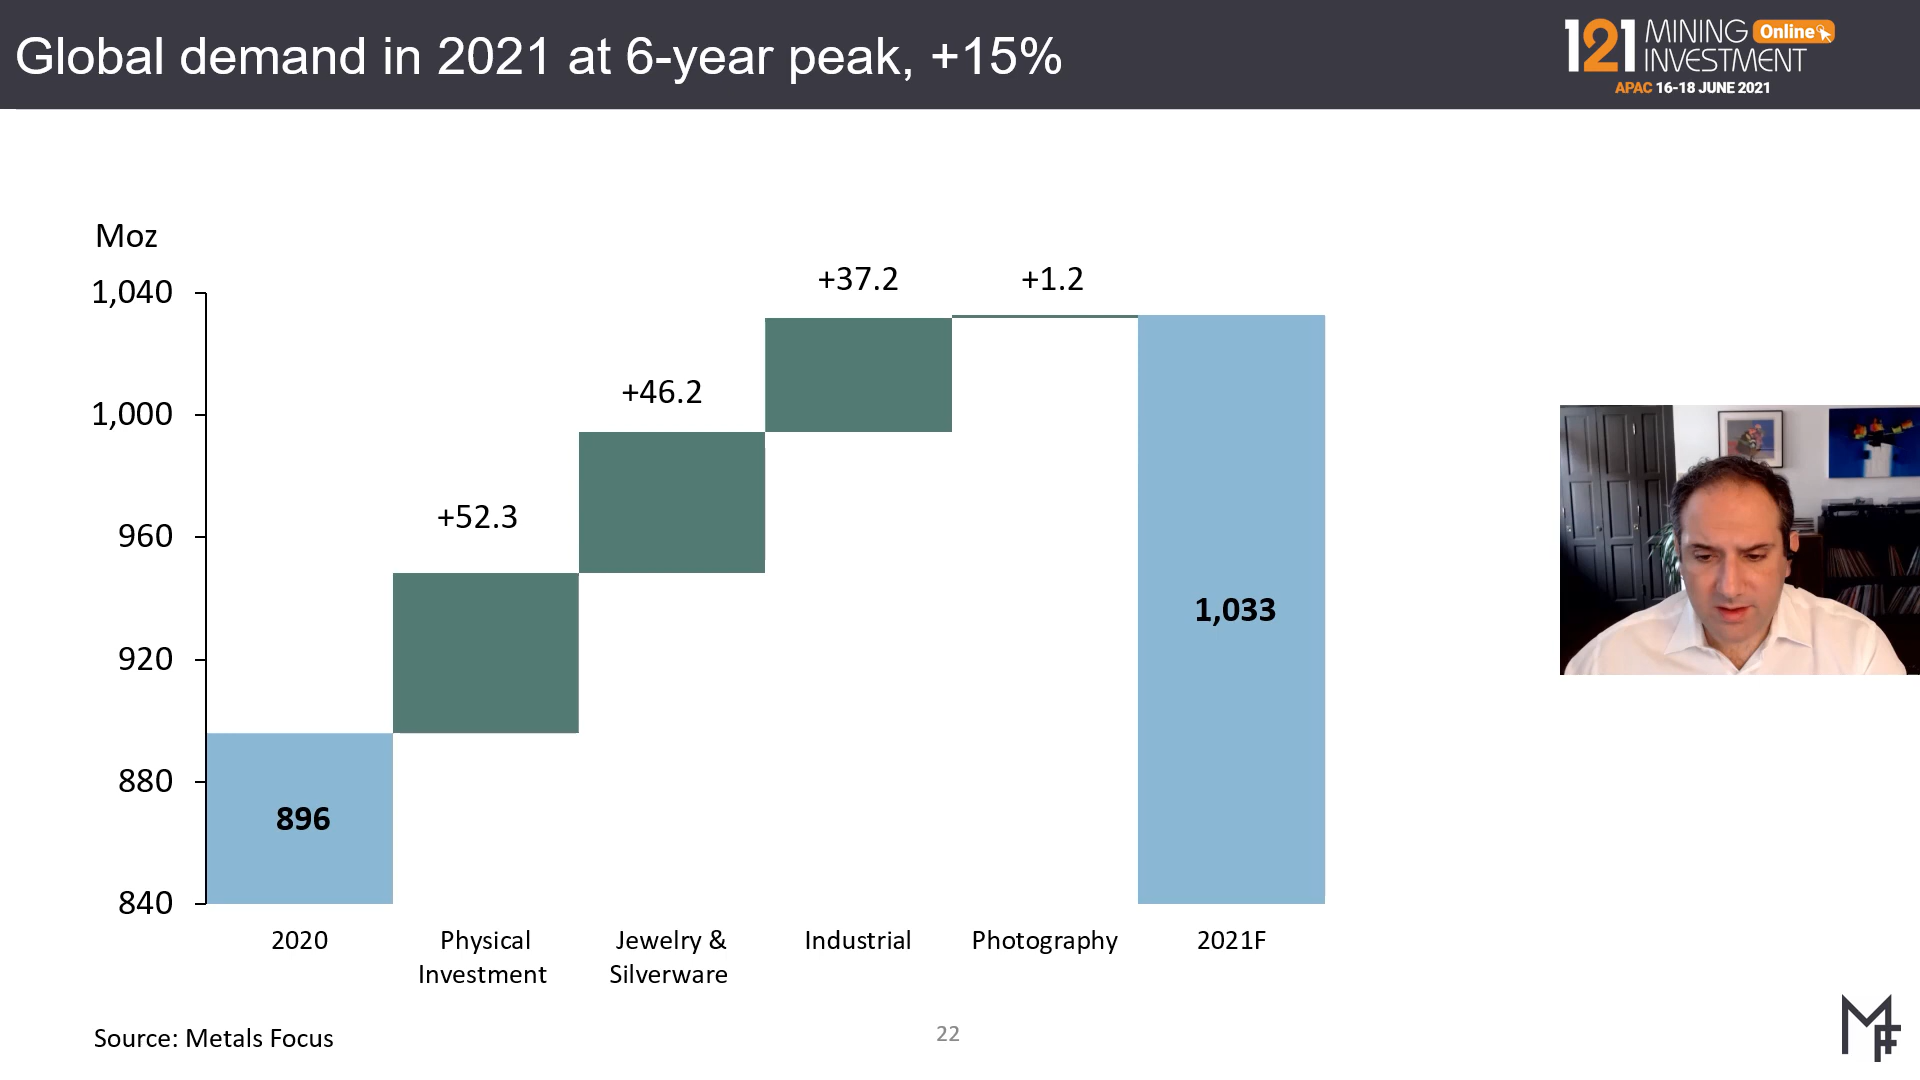 Global demand in 2021 at 6-year peak, +15%
121 MINING Online
INVESTMENT
APAC 16-18 JUNE 2021
Moz
1,040
1,000
960
920
880
840
+52.3
+46.2
+37.2
+1.2
896
1,033
2020
Physical
Investment
Jewelry &
Silverware
Industrial
Photography
2021F
Source: Metals Focus
22
MF